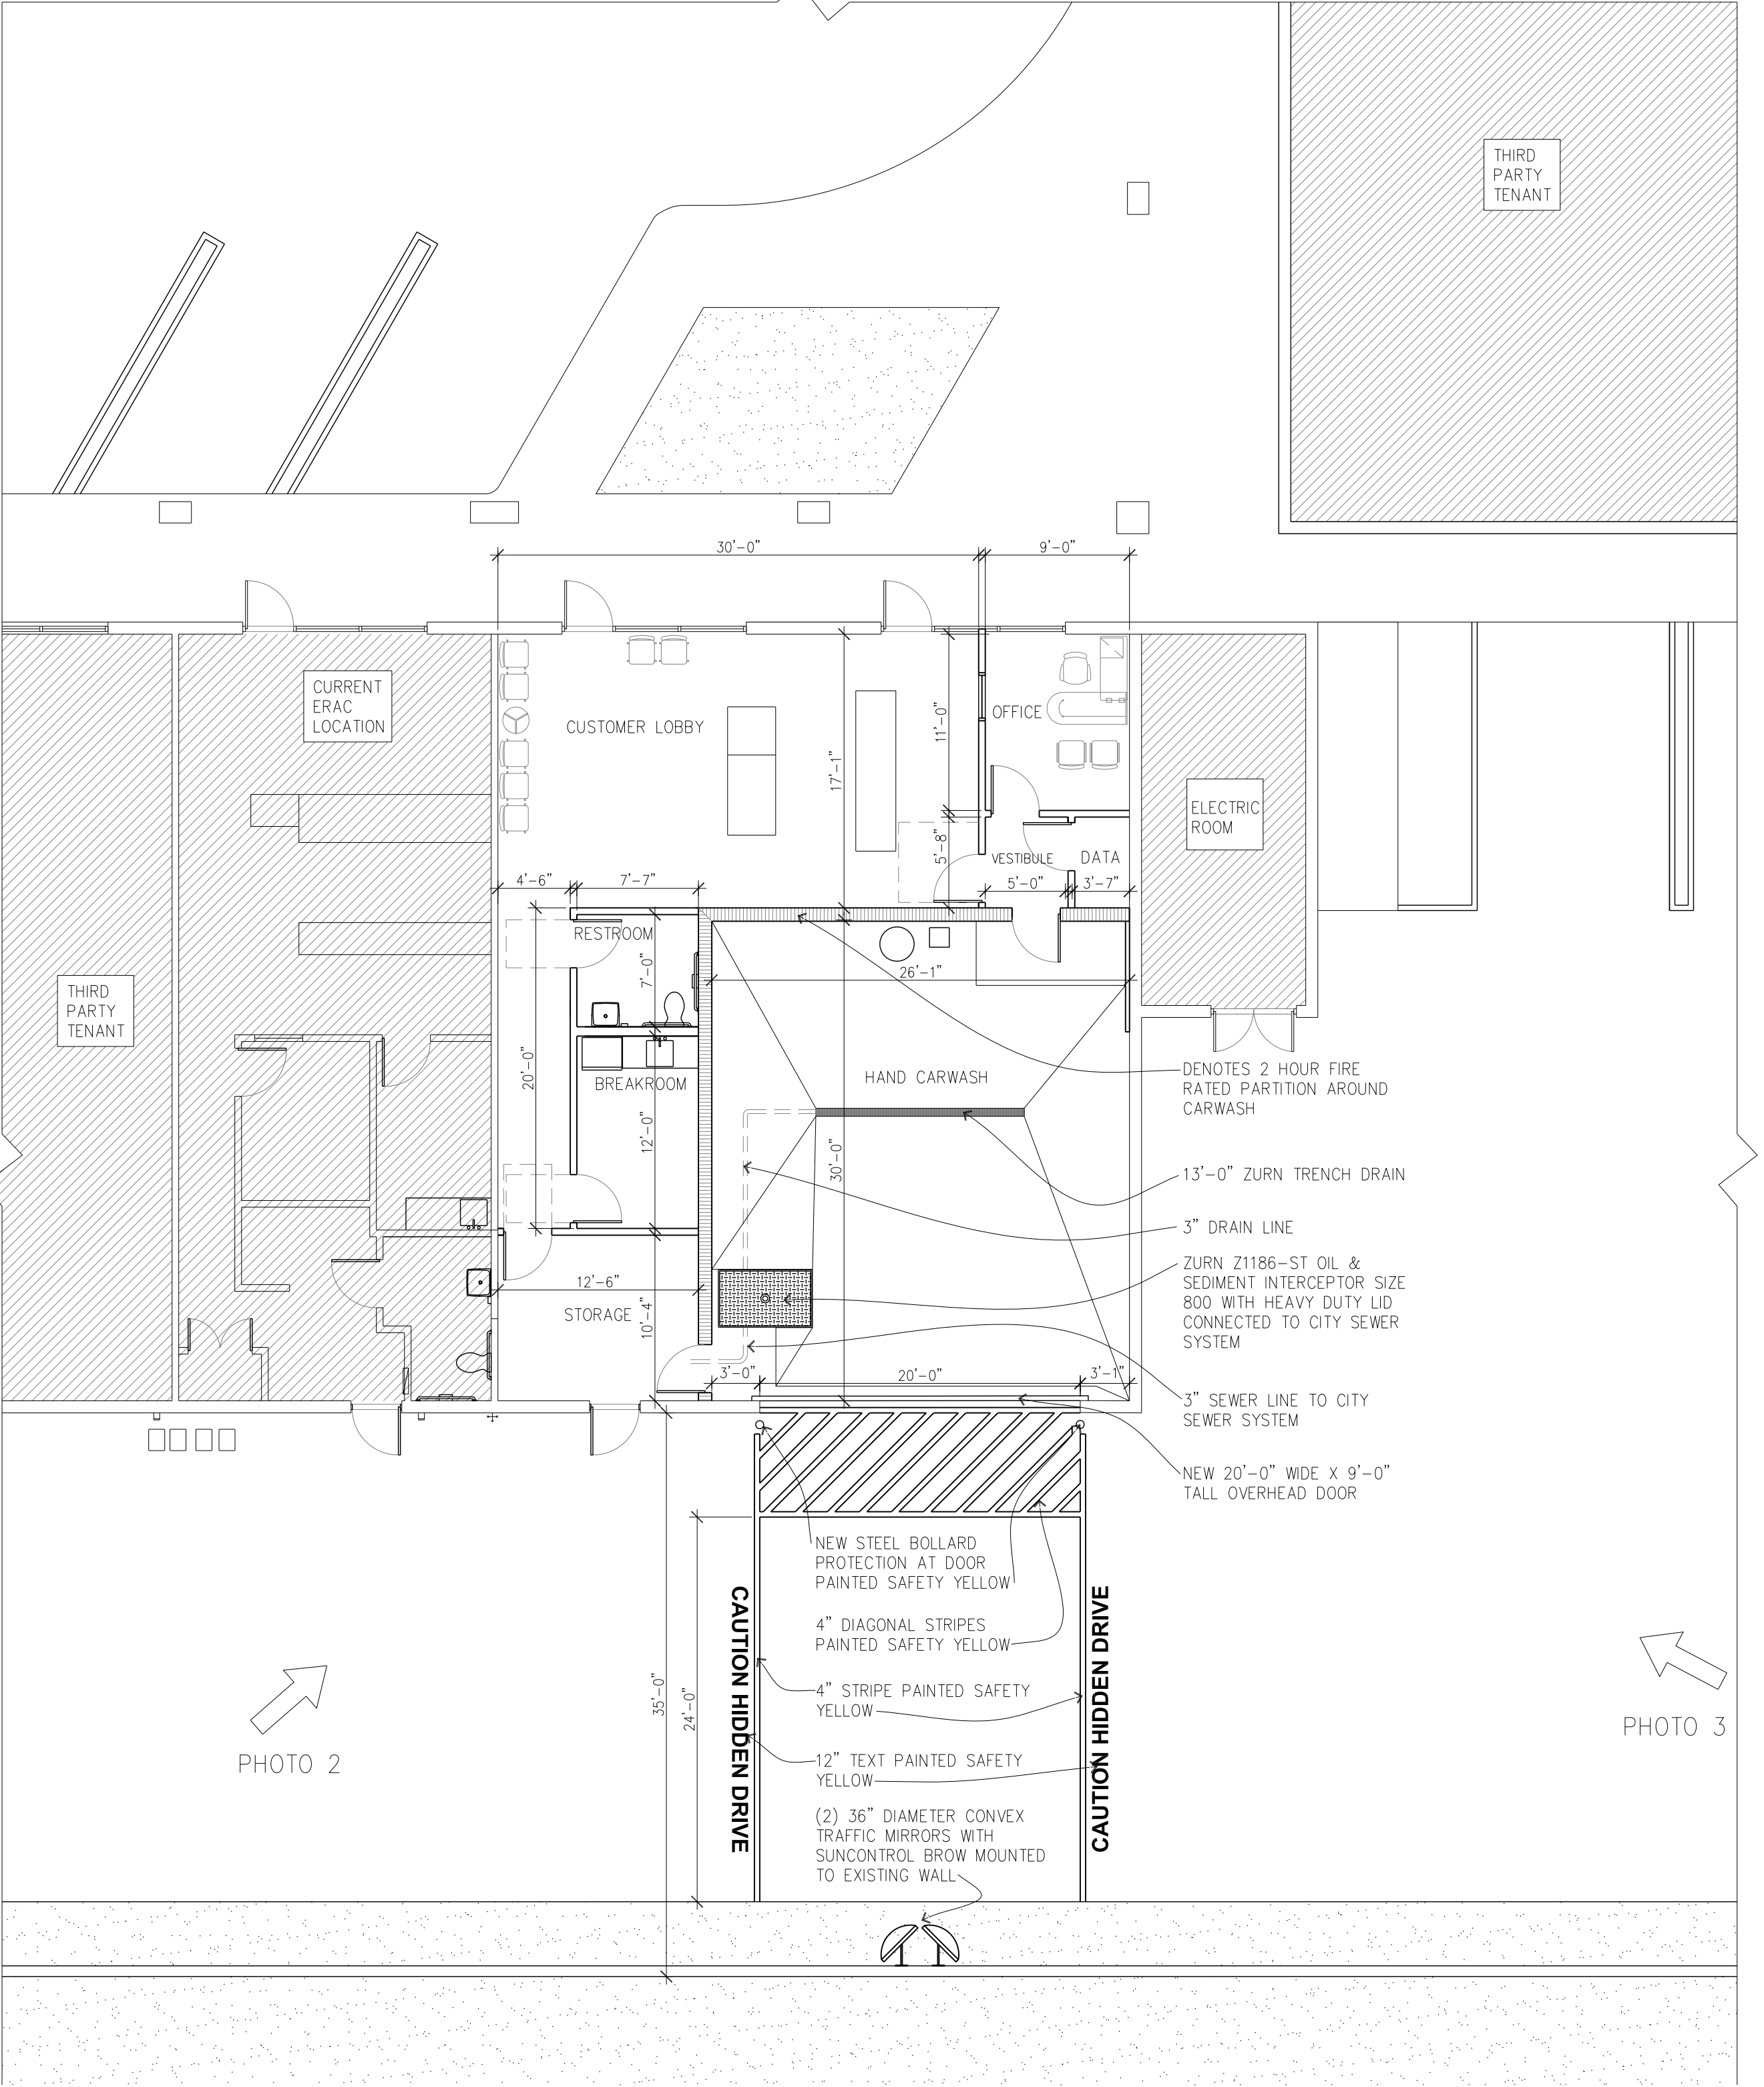 THIRD
PARTY
TENANT
30'-0"
9'-0"
CURRENT
ERAC
LOCATION
CUSTOMER LOBBY
OFFICE
11'-0"
17'-1"
ELECTRIC
ROOM
5'-8"
VESTIBULE
DATA
4'-6"
7'-7"
5'-0"
3'-7"
RESTROOM
7'-0"
26'-1"
THIRD
PARTY
TENANT
20'-0"
BREAKROOM
HAND CARWASH
12'-0"
30'-0"
DENOTES 2 HOUR FIRE
RATED PARTITION AROUND
CARWASH
13'-0" ZURN TRENCH DRAIN
3" DRAIN LINE
ZURN Z1186-ST OIL &
SEDIMENT INTERCEPTOR SIZE
800 WITH HEAVY DUTY LID
CONNECTED TO CITY SEWER
SYSTEM
12'-6"
STORAGE
10'-4"
3'-0"
20'-0"
3'-1"
3" SEWER LINE TO CITY
SEWER SYSTEM
NEW 20'-0" WIDE X 9'-0"
TALL OVERHEAD DOOR
NEW STEEL BOLLARD
PROTECTION AT DOOR
PAINTED SAFETY YELLOW
4" DIAGONAL STRIPES
PAINTED SAFETY YELLOW
4" STRIPE PAINTED SAFETY
YELLOW
12" TEXT PAINTED SAFETY
YELLOW
(2) 36" DIAMETER CONVEX
TRAFFIC MIRRORS WITH
SUNCONTROL BROW MOUNTED
TO EXISTING WALL
CAUTION HIDDEN DRIVE
CAUTION HIDDEN DRIVE
35'-0"
24'-0"
PHOTO 2
PHOTO 3